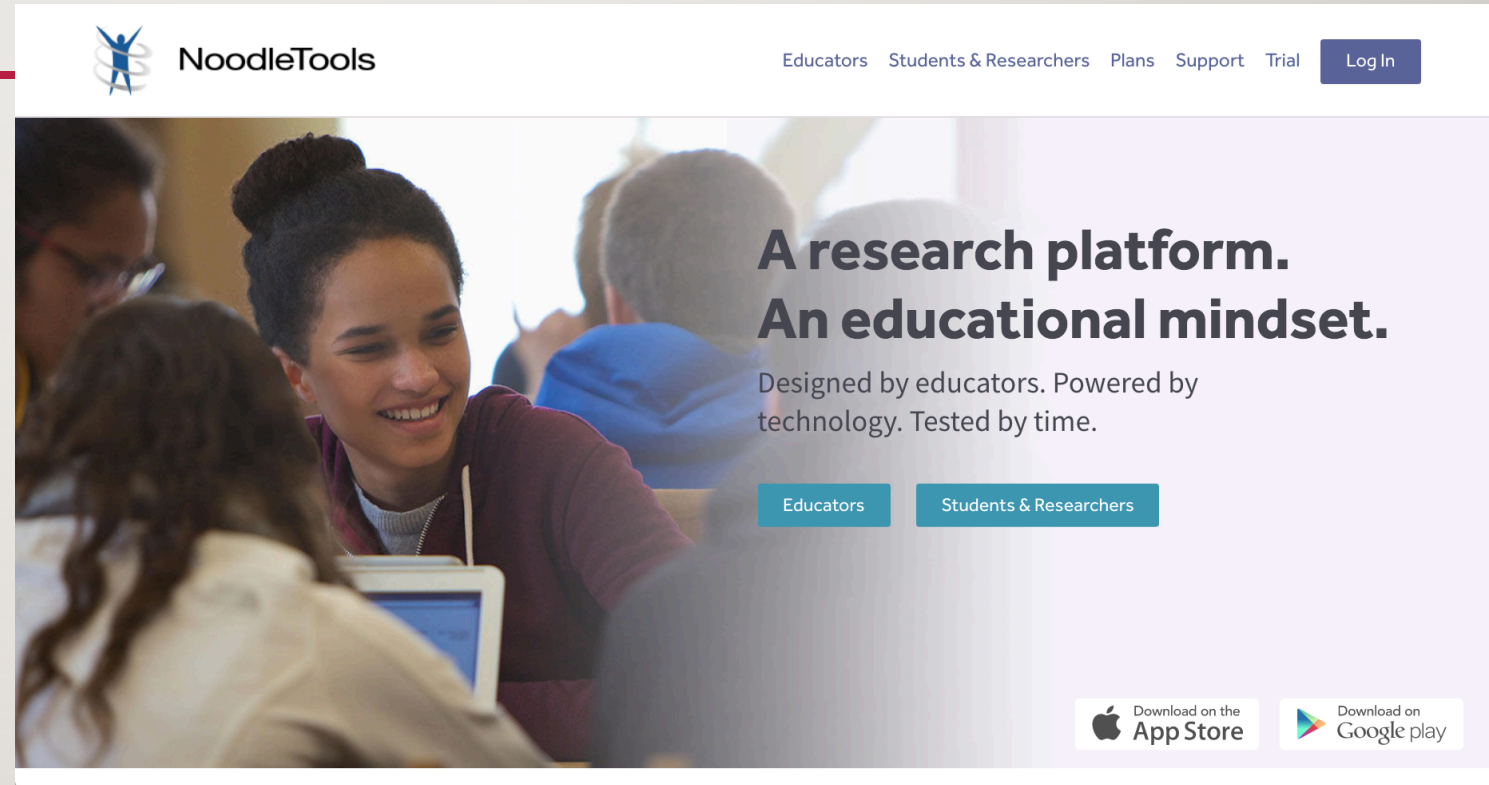 NoodleTools
Educators Students & Researchers Plans Support Trial Log In
A research platform.
An educational mindset.
Designed by educators. Powered by
technology. Tested by time.
Educators Students & Researchers
Download on the
App Store
Download on
Google play